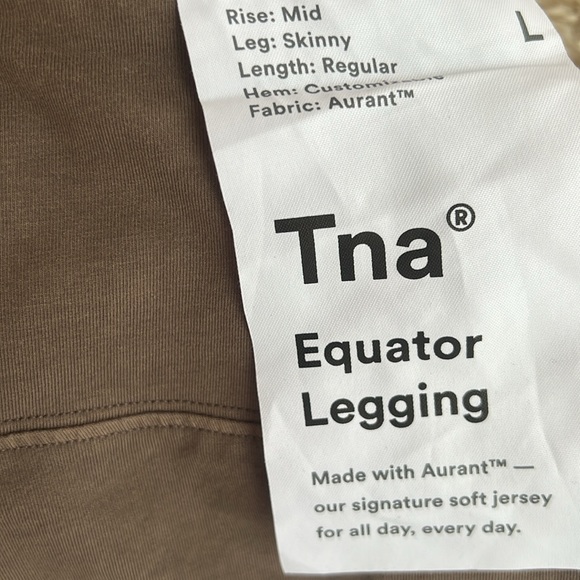 Rise: Mid
L
Leg: Skinny
Length: Regular
Hem: Customizable
Fabric: Aurant™
Tna®
Equator
Legging
Made with Aurant™ —
our signature soft jersey
for all day, every day.